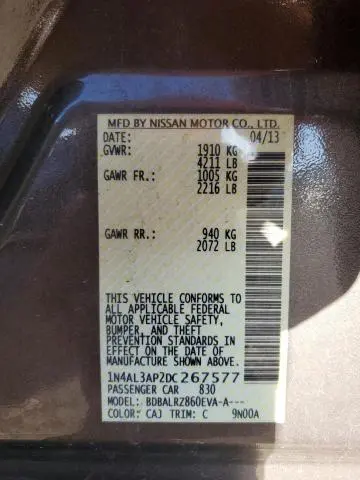 MFD BY NISSAN MOTOR CO., LTD.
DATE: 04/13
GVWR: 1910 KG
4211 LB
GAWR FR.: 1005 KG
2216 LB
GAWR RR.: 940 KG
2072 LB
THIS VEHICLE CONFORMS TO
ALL APPLICABLE FEDERAL
MOTOR VEHICLE SAFETY,
BUMPER, AND THEFT
PREVENTION STANDARDS IN
EFFECT ON THE DATE OF
MANUFACTURE SHOWN ABOVE.
1N4AL3AP2DC267577
PASSENGER CAR 830
MODEL: BDBALRZ860EVA-A---
COLOR: CAJ TRIM: C 9N00A